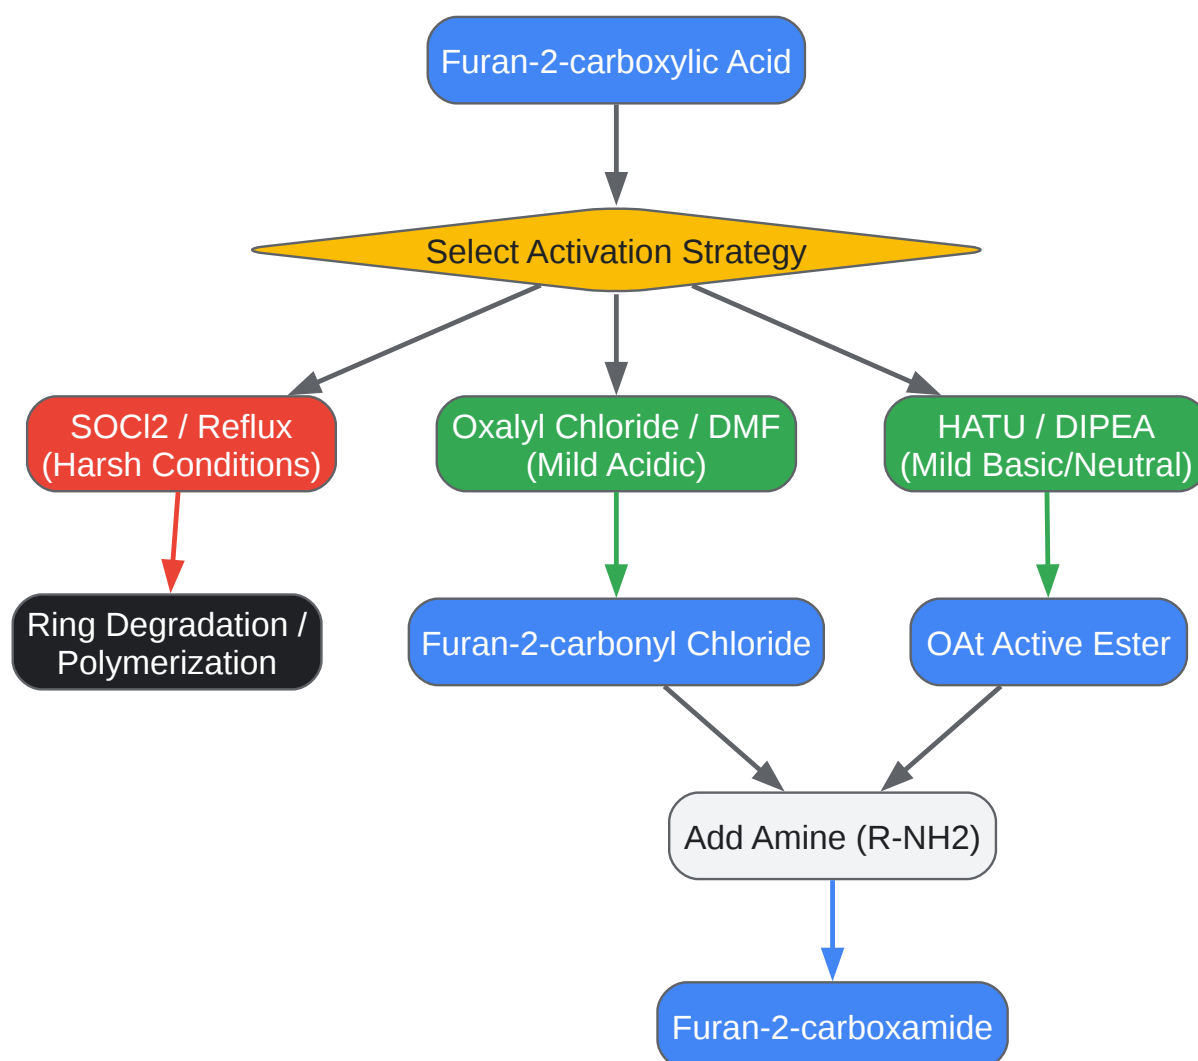 Furan-2-carboxylic Acid
Select Activation Strategy
SOCl2 / Reflux
(Harsh Conditions)
Oxalyl Chloride / DMF
(Mild Acidic)
HATU / DIPEA
(Mild Basic/Neutral)
Ring Degradation /
Polymerization
Furan-2-carbonyl Chloride
OAt Active Ester
Add Amine (R-NH2)
Furan-2-carboxamide